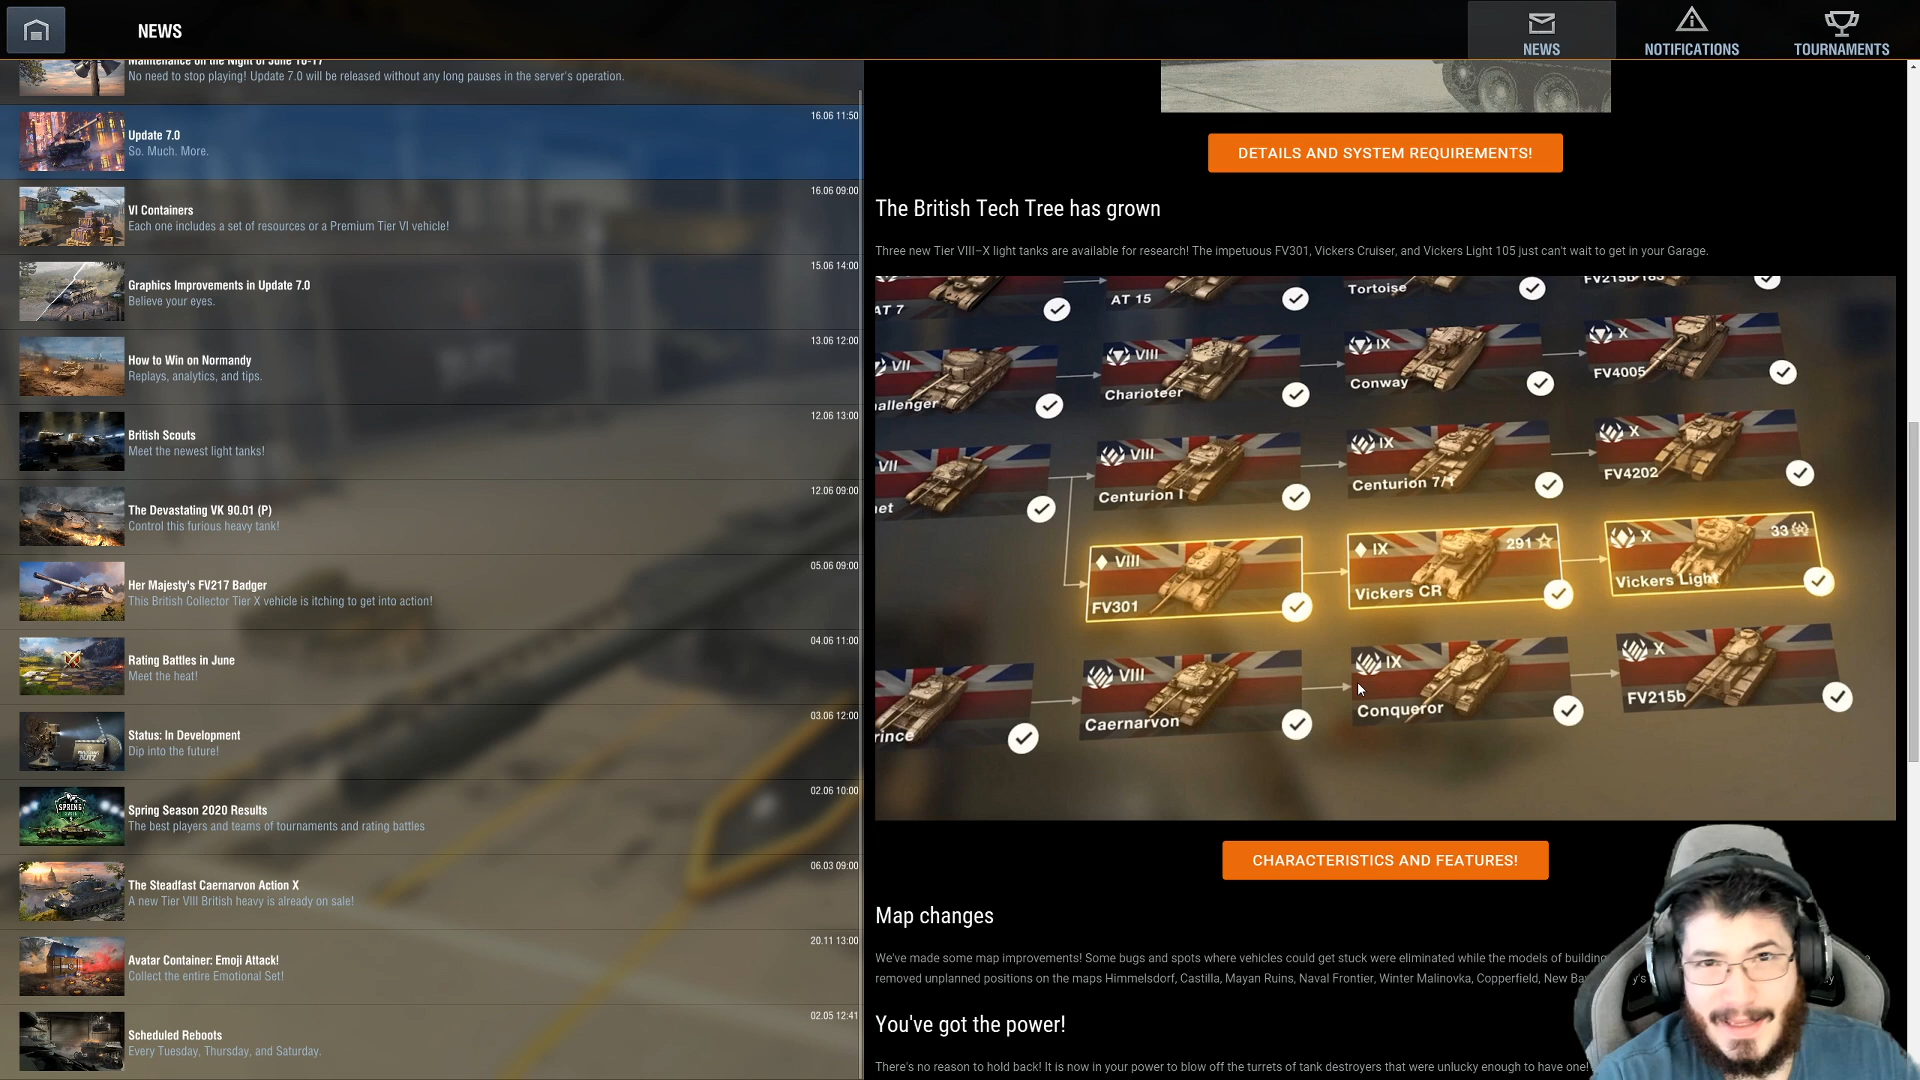 NEWS
NEWS
NOTIFICATIONS
TOURNAMENTS
Maintenance on the Night of June 16-17
No need to stop playing! Update 7.0 will be released without any long pauses in the server's operation.
16.06 11:50
Update 7.0
So. Much. More.
16.06 09:00
VI Containers
Each one includes a set of resources or a Premium Tier VI vehicle!
15.06 14:00
Graphics Improvements in Update 7.0
Believe your eyes.
13.06 12:00
How to Win on Normandy
Replays, analytics, and tips.
12.06 13:00
British Scouts
Meet the newest light tanks!
12.06 09:00
The Devastating VK 90.01 (P)
Control this furious heavy tank!
05.06 09:00
Her Majesty's FV217 Badger
This British Collector Tier X vehicle is itching to get into action!
04.06 11:00
Rating Battles in June
Meet the heat!
03.06 12:00
Status: In Development
Dip into the future!
02.06 10:00
Spring Season 2020 Results
The best players and teams of tournaments and rating battles
06.03 09:00
The Steadfast Caernarvon Action X
A new Tier VIII British heavy is already on sale!
20.11 13:00
Avatar Container: Emoji Attack!
Collect the entire Emotional Set!
02.05 12:41
Scheduled Reboots
Every Tuesday, Thursday, and Saturday.
DETAILS AND SYSTEM REQUIREMENTS!
The British Tech Tree has grown
Three new Tier VIII–X light tanks are available for research! The impetuous FV301, Vickers Cruiser, and Vickers Light 105 just can't wait to get in your Garage.
AT 7
AT 15
Tortoise
FV215b 183
VII
allenger
VIII
Charioteer
IX
Conway
X
FV4005
VII
et
VIII
Centurion I
IX
Centurion 7/1
X
FV4202
VIII
FV301
IX
291
Vickers CR
X
33
Vickers Light
rince
VIII
Caernarvon
IX
Conqueror
X
FV215b
CHARACTERISTICS AND FEATURES!
Map changes
We've made some map improvements! Some bugs and spots where vehicles could get stuck were eliminated while the models of building
removed unplanned positions on the maps Himmelsdorf, Castilla, Mayan Ruins, Naval Frontier, Winter Malinovka, Copperfield, New Ba
You've got the power!
There's no reason to hold back! It is now in your power to blow off the turrets of tank destroyers that were unlucky enough to have one!